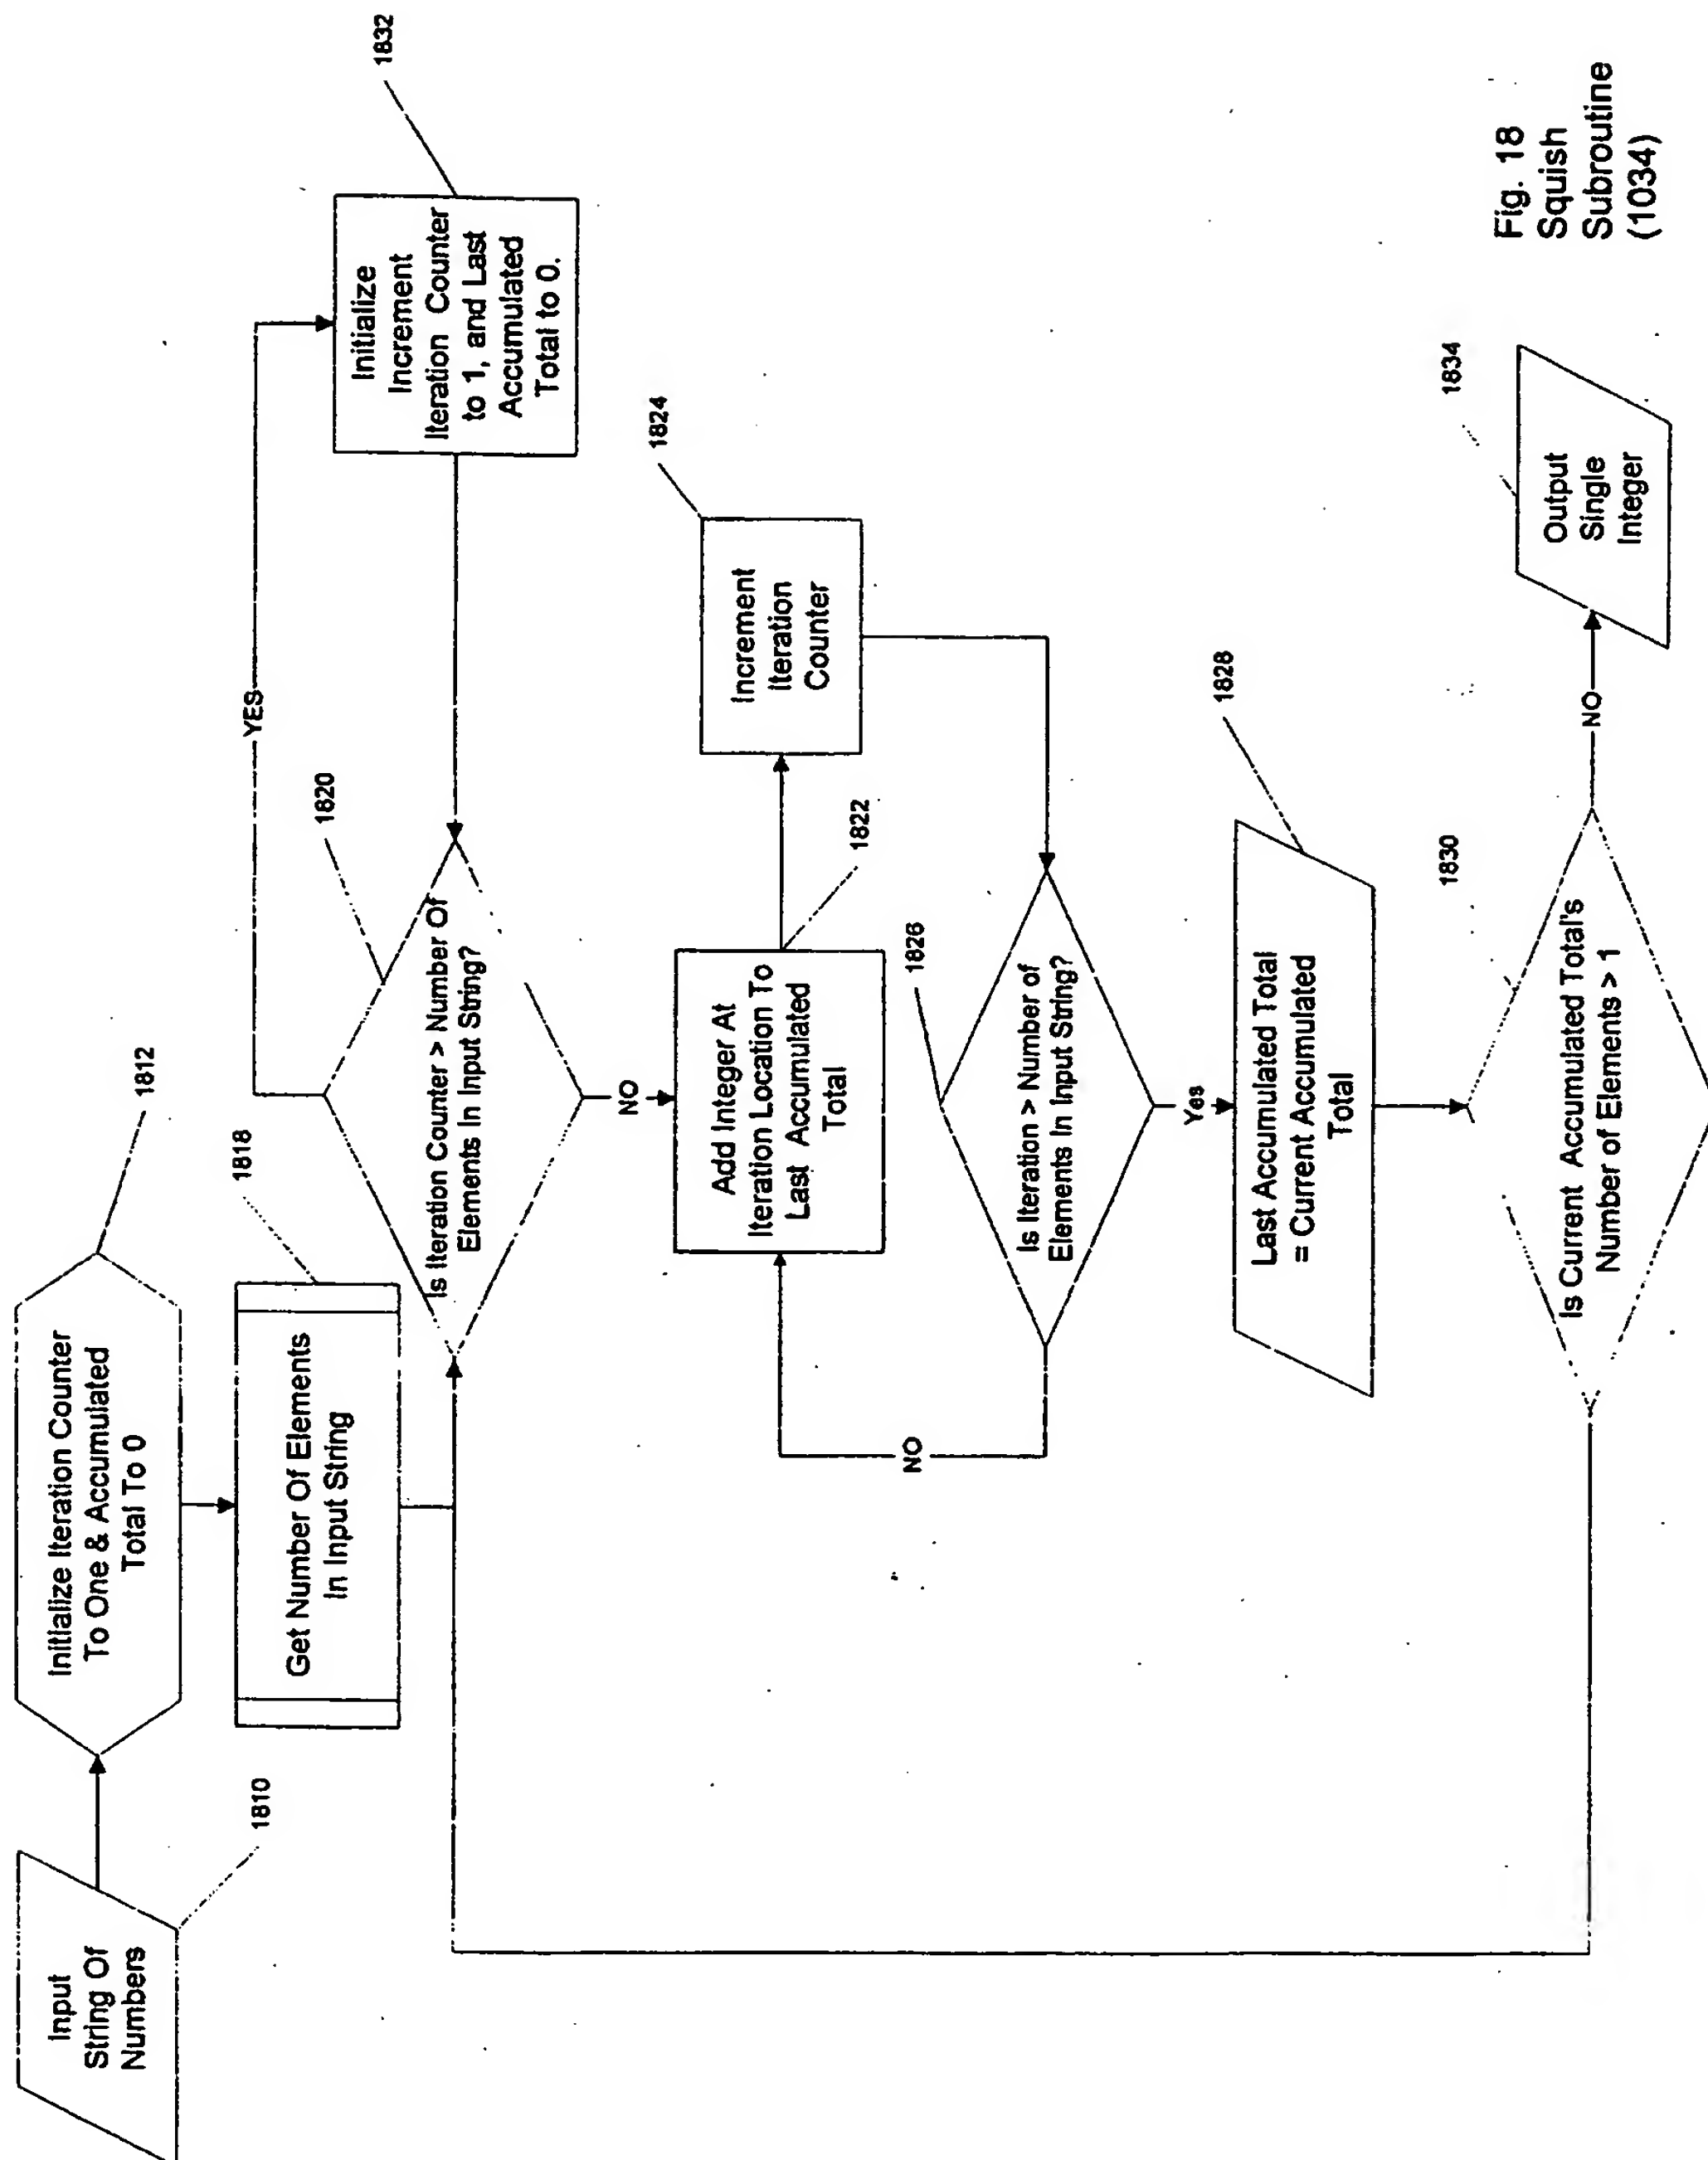 Input
String Of
Numbers
1810
Initialize Iteration Counter
To One & Accumulated
Total To 0
1812
Get Number Of Elements
In Input String
1818
Is Iteration Counter > Number Of
Elements In Input String?
1820
YES
Initialize
Increment
Iteration Counter
to 1, and Last
Accumulated
Total to 0.
1832
NO
Add Integer At
Iteration Location To
Last Accumulated
Total
1822
Increment
Iteration
Counter
1824
Is Iteration > Number of
Elements In Input String?
1826
NO
Yes
Last Accumulated Total
= Current Accumulated
Total
1828
Is Current Accumulated Total's
Number of Elements > 1
1830
NO
Output
Single
Integer
1834
Fig. 18
Squish
Subroutine
(1034)